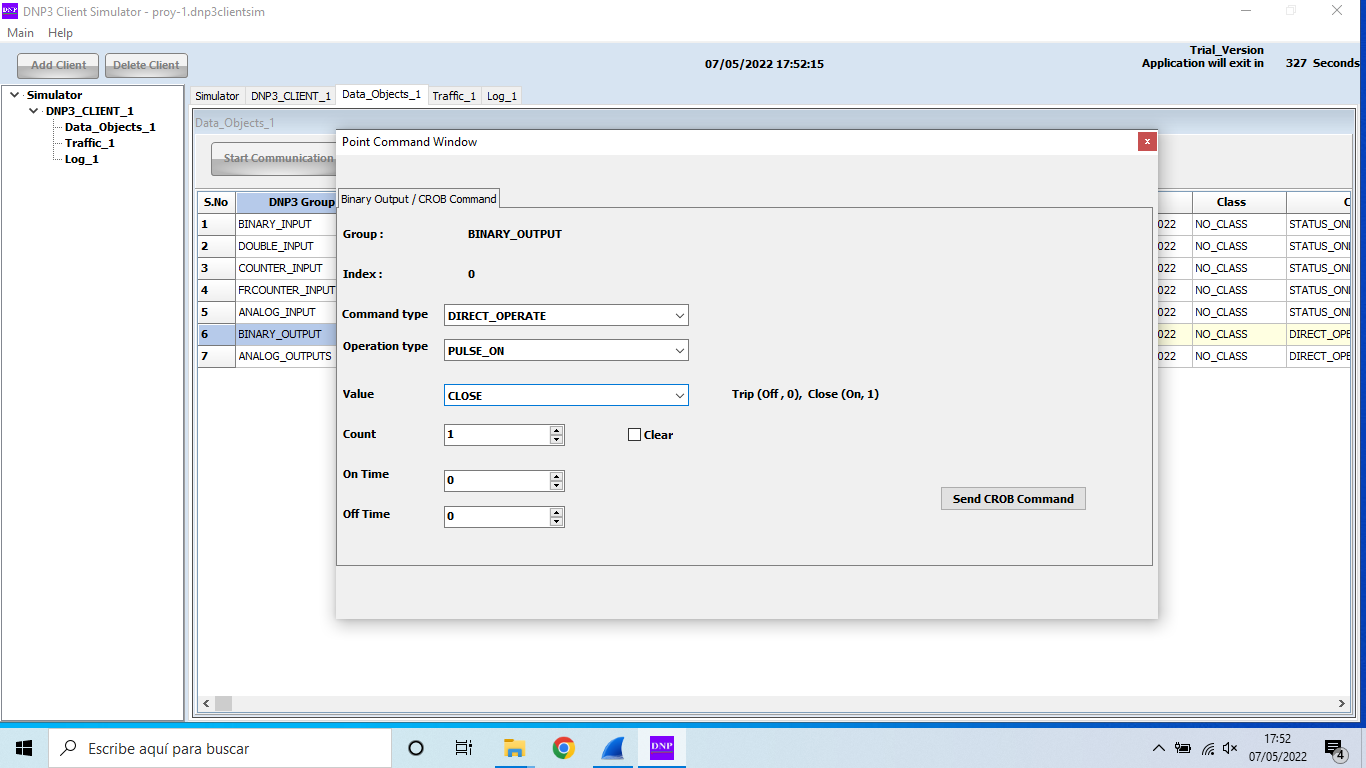 DNP3 Client Simulator - proy-1.dnp3clientsim
Main Help
Add Client Delete Client
07/05/2022 17:52:15
Trial_Version
Application will exit in 327 Seconds
Simulator
DNP3_CLIENT_1
Data_Objects_1
Traffic_1
Log_1
Simulator DNP3_CLIENT_1 Data_Objects_1 Traffic_1 Log_1
Data_Objects_1
Start Communication
S.No DNP3 Group Class C
1 BINARY_INPUT 022 NO_CLASS STATUS_ONL
2 DOUBLE_INPUT 022 NO_CLASS STATUS_ONL
3 COUNTER_INPUT 022 NO_CLASS STATUS_ONL
4 FRCOUNTER_INPUT 022 NO_CLASS STATUS_ONL
5 ANALOG_INPUT 022 NO_CLASS STATUS_ONL
6 BINARY_OUTPUT 022 NO_CLASS DIRECT_OPE
7 ANALOG_OUTPUTS 022 NO_CLASS DIRECT_OPE
Point Command Window
x
Binary Output / CROB Command
Group : BINARY_OUTPUT
Index : 0
Command type DIRECT_OPERATE
Operation type PULSE_ON
Value CLOSE Trip (Off , 0), Close (On, 1)
Count 1 Clear
On Time 0
Send CROB Command
Off Time 0
Escribe aquí para buscar
DNP
17:52
07/05/2022
4